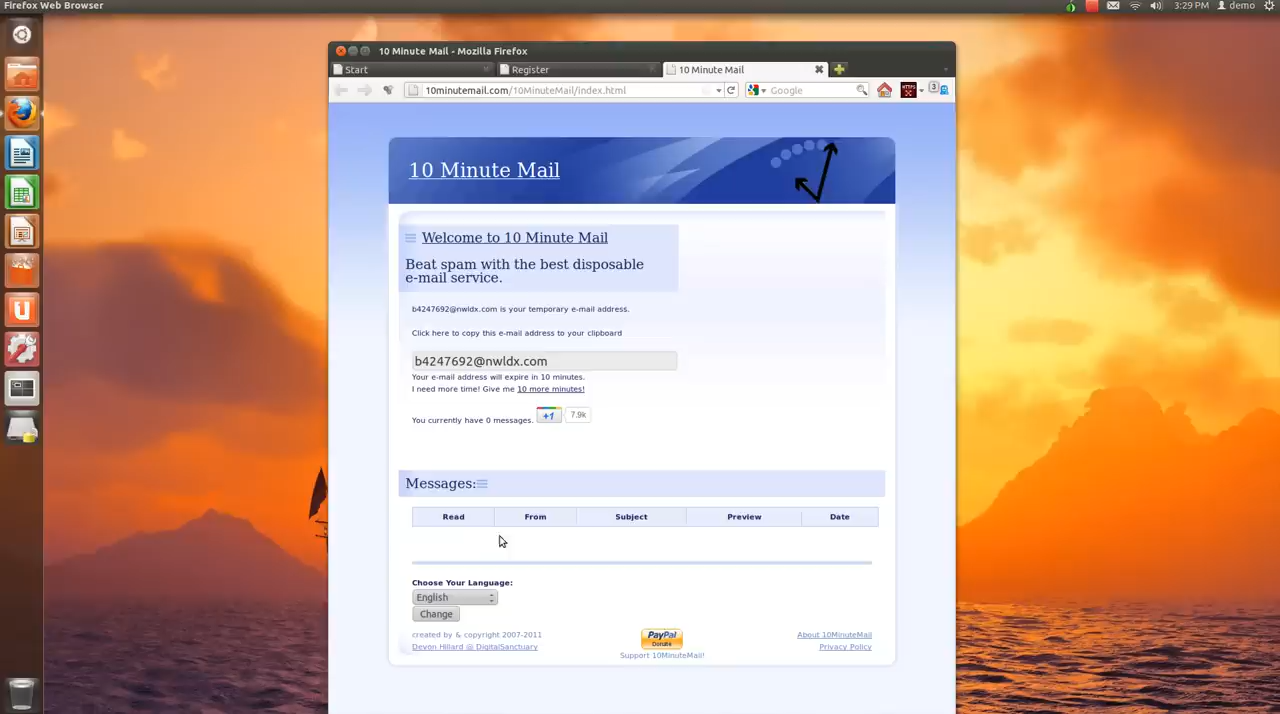 Firefox Web Browser
3:29 PM demo
10 Minute Mail - Mozilla Firefox
Start
Register
10 Minute Mail
10minutemail.com/10MinuteMail/index.html
Google
HTTPS
3
10 Minute Mail
Welcome to 10 Minute Mail
Beat spam with the best disposable
e-mail service.
b4247692@nwldx.com is your temporary e-mail address.
Click here to copy this e-mail address to your clipboard
b4247692@nwldx.com
Your e-mail address will expire in 10 minutes.
I need more time! Give me 10 more minutes!
You currently have 0 messages. +1 7.9k
Messages:
Read From Subject Preview Date
Choose Your Language:
English
Change
created by & copyright 2007-2011
Devon Hillard @ DigitalSanctuary
PayPal
Donate
Support 10MinuteMail!
About 10MinuteMail
Privacy Policy